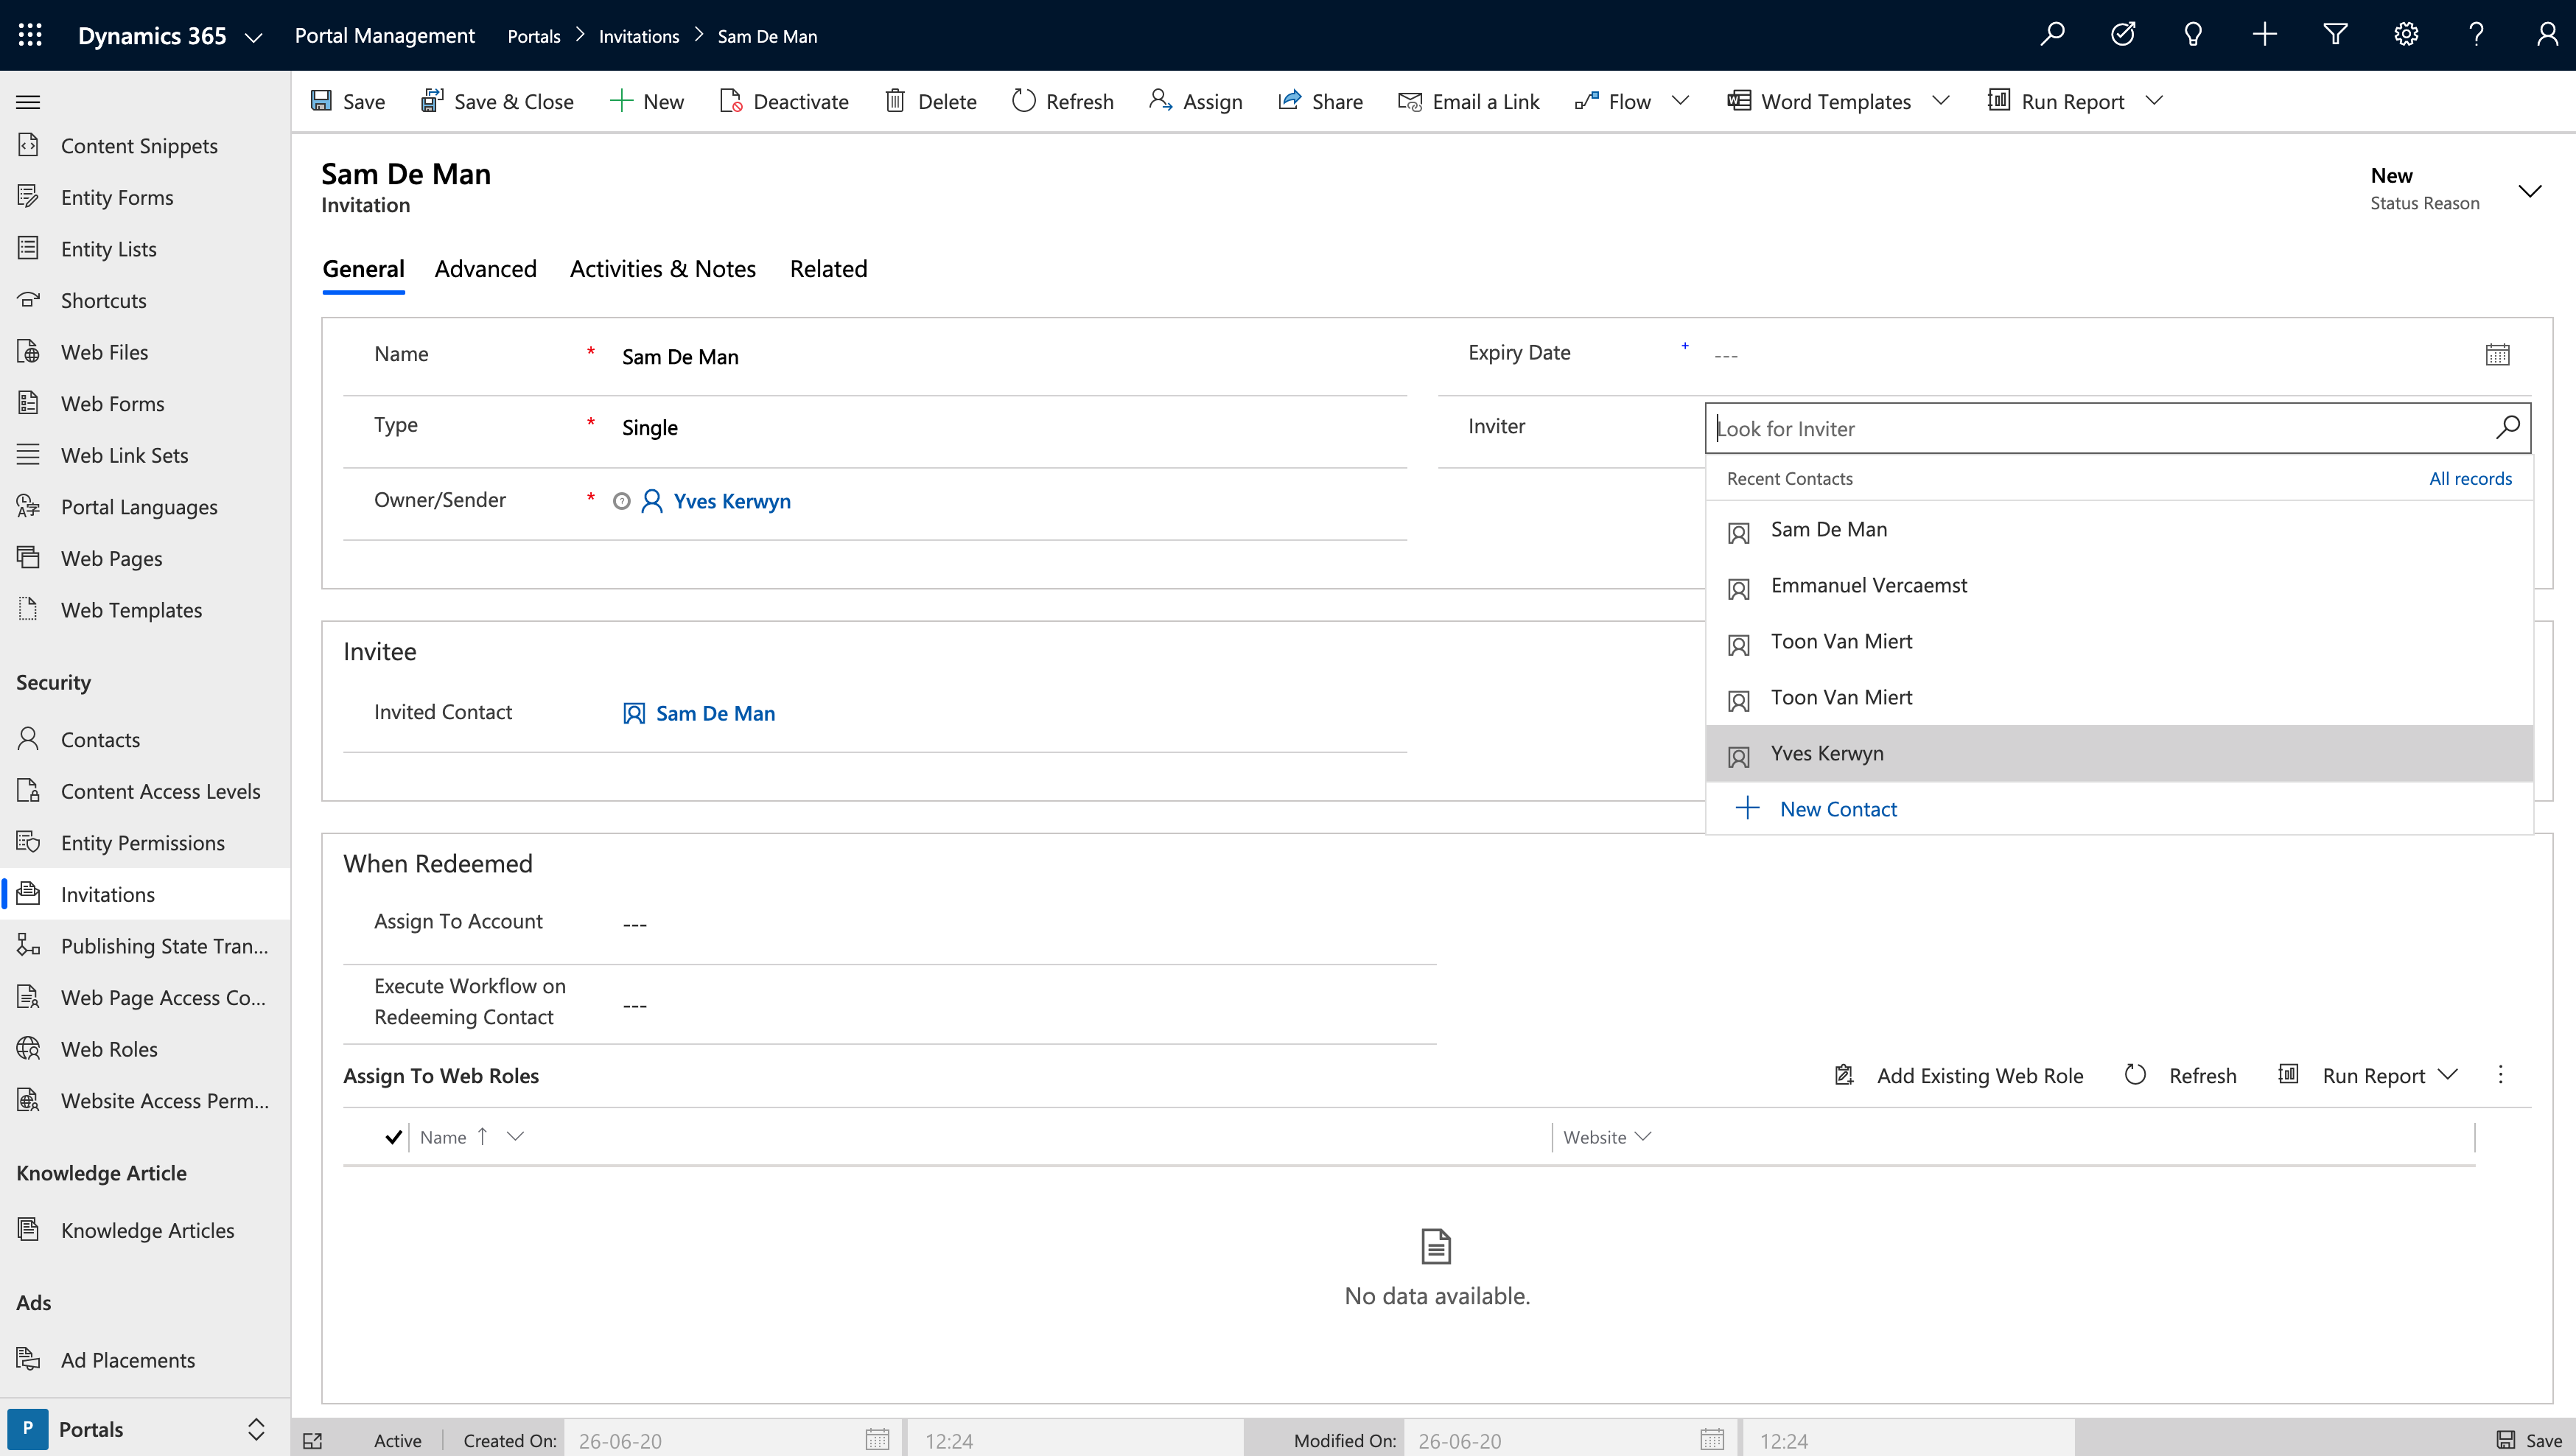 Dynamics 365
Portal Management
Portals > Invitations > Sam De Man
Save
Save & Close
New
Deactivate
Delete
Refresh
Assign
Share
Email a Link
Flow
Word Templates
Run Report
Content Snippets
Entity Forms
Entity Lists
Shortcuts
Web Files
Web Forms
Web Link Sets
Portal Languages
Web Pages
Web Templates
Security
Contacts
Content Access Levels
Entity Permissions
Invitations
Publishing State Tran...
Web Page Access Co...
Web Roles
Website Access Perm...
Knowledge Article
Knowledge Articles
Ads
Ad Placements
P Portals
Sam De Man
Invitation
New
Status Reason
General
Advanced
Activities & Notes
Related
Name * Sam De Man
Type * Single
Owner/Sender * Yves Kerwyn
Expiry Date + ---
Inviter
Look for Inviter
Recent Contacts
All records
Sam De Man
Emmanuel Vercaemst
Toon Van Miert
Toon Van Miert
Yves Kerwyn
New Contact
Invitee
Invited Contact Sam De Man
When Redeemed
Assign To Account ---
Execute Workflow on
Redeeming Contact ---
Assign To Web Roles
Add Existing Web Role
Refresh
Run Report
Name ↑
Website
No data available.
Active
Created On: 26-06-20 12:24
Modified On: 26-06-20 12:24
Save